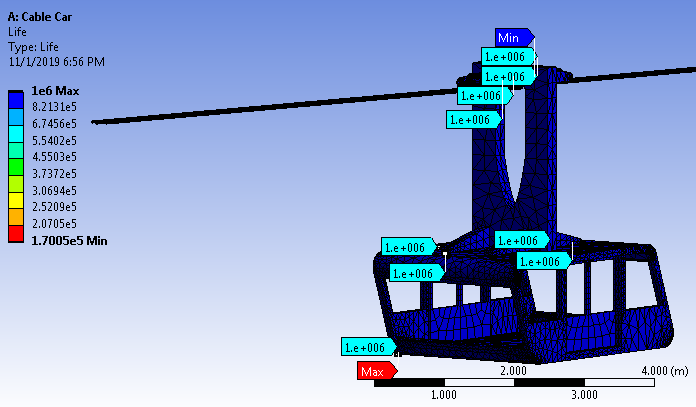 A: Cable Car
Life
Type: Life
11/1/2019 6:56 PM
1e6 Max
8.2131e5
6.7456e5
5.5402e5
4.5503e5
3.7372e5
3.0694e5
2.5209e5
2.0705e5
1.7005e5 Min
Min
1.e+006
1.e+006
1.e+006
1.e+006
1.e+006
1.e+006
1.e+006
1.e+006
1.e+006
Max
2.000
4.000 (m)
1.000
3.000